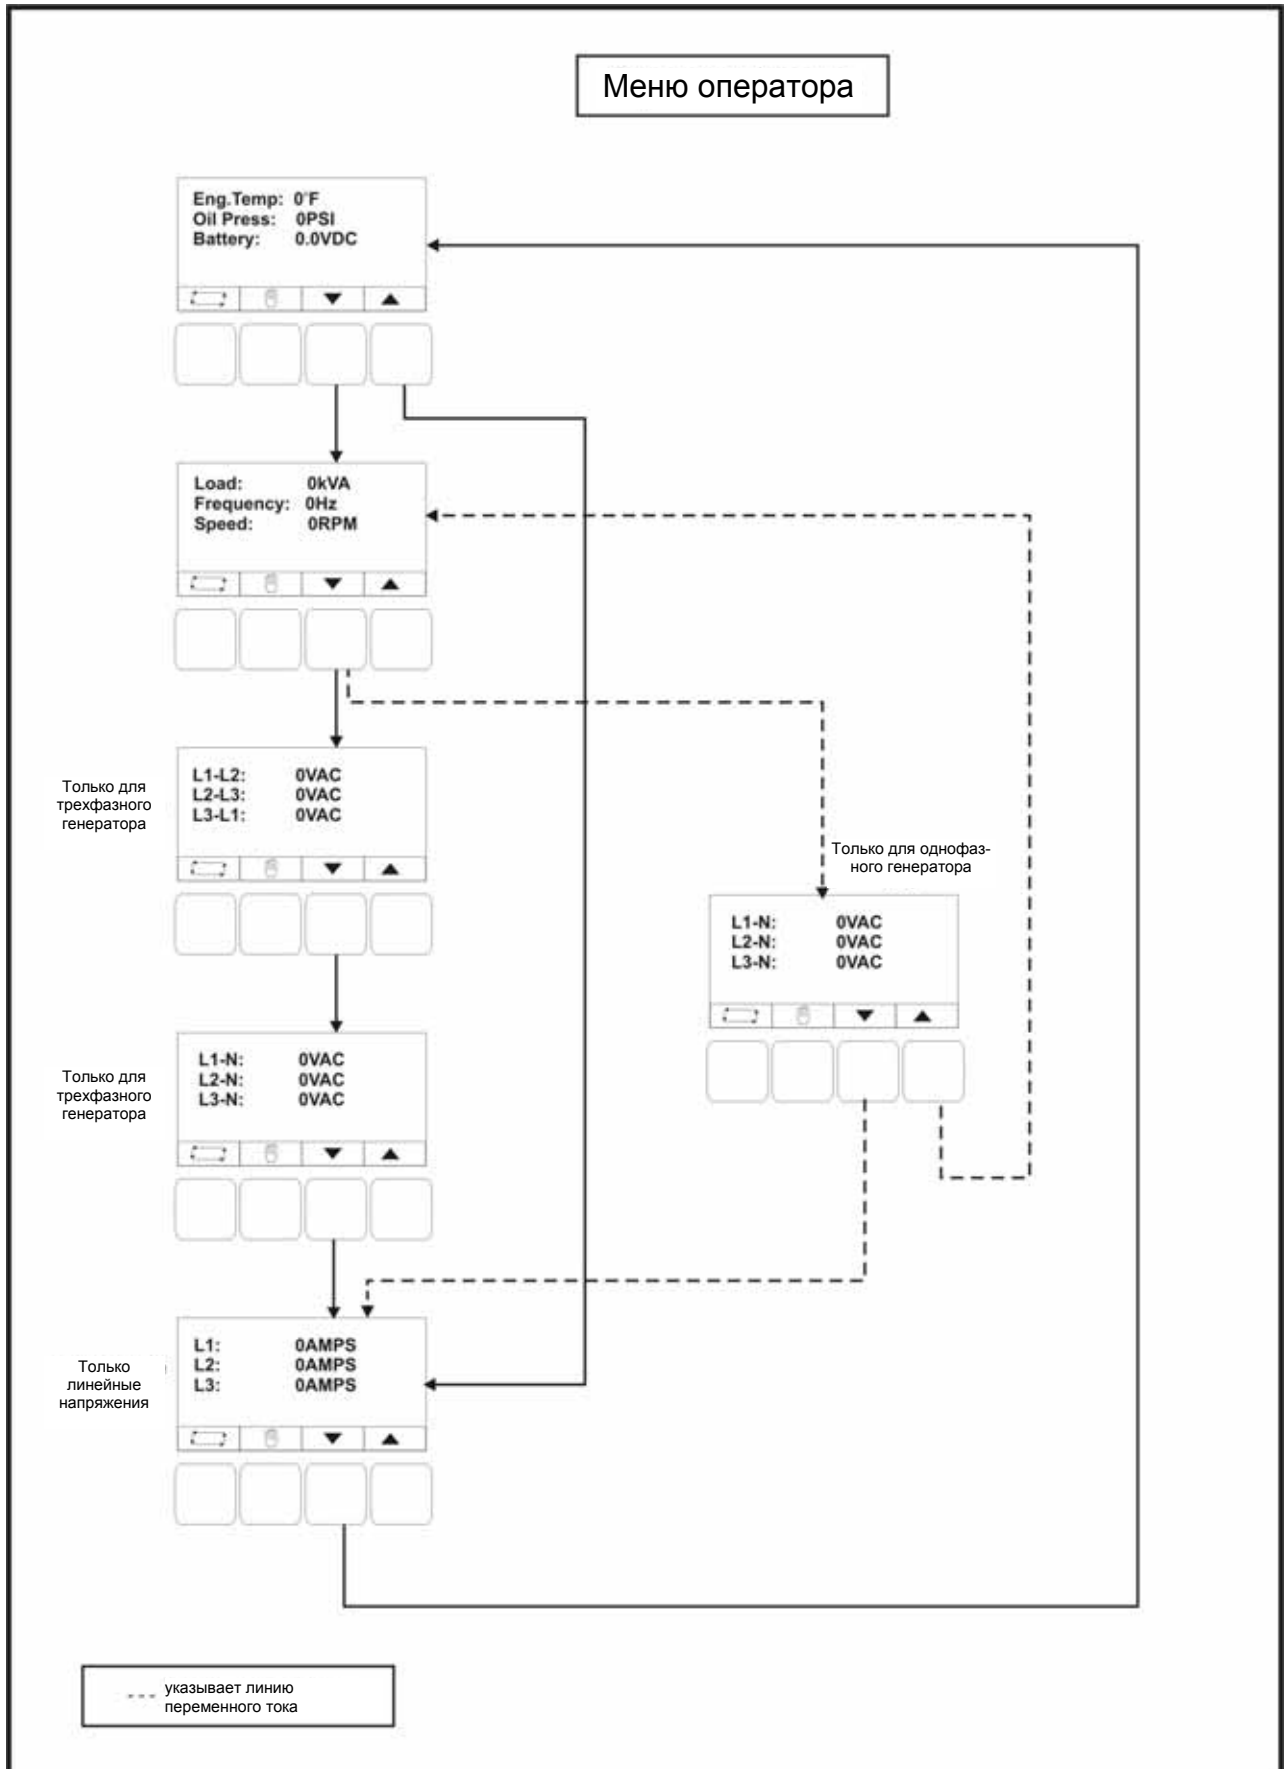 Меню оператора
Eng.Temp: 0°F
Oil Press: 0PSI
Battery: 0.0VDC
Load: 0kVA
Frequency: 0Hz
Speed: 0RPM
Только для
трехфазного
генератора
L1-L2: 0VAC
L2-L3: 0VAC
L3-L1: 0VAC
Только для однофаз-
ного генератора
L1-N: 0VAC
L2-N: 0VAC
L3-N: 0VAC
Только для
трехфазного
генератора
L1-N: 0VAC
L2-N: 0VAC
L3-N: 0VAC
Только
линейные
напряжения
L1: 0AMPS
L2: 0AMPS
L3: 0AMPS
указывает линию
переменного тока